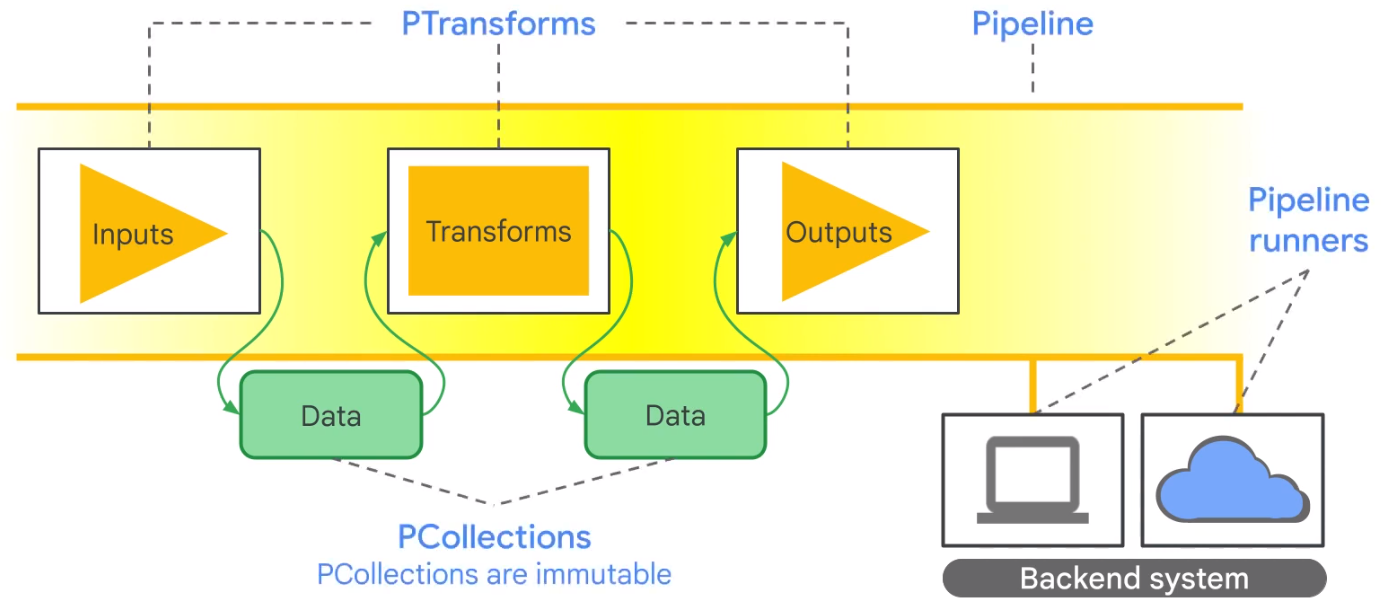 PTransforms
Pipeline
Inputs
Transforms
Outputs
Pipeline
runners
Data
Data
PCollections
PCollections are immutable
Backend system